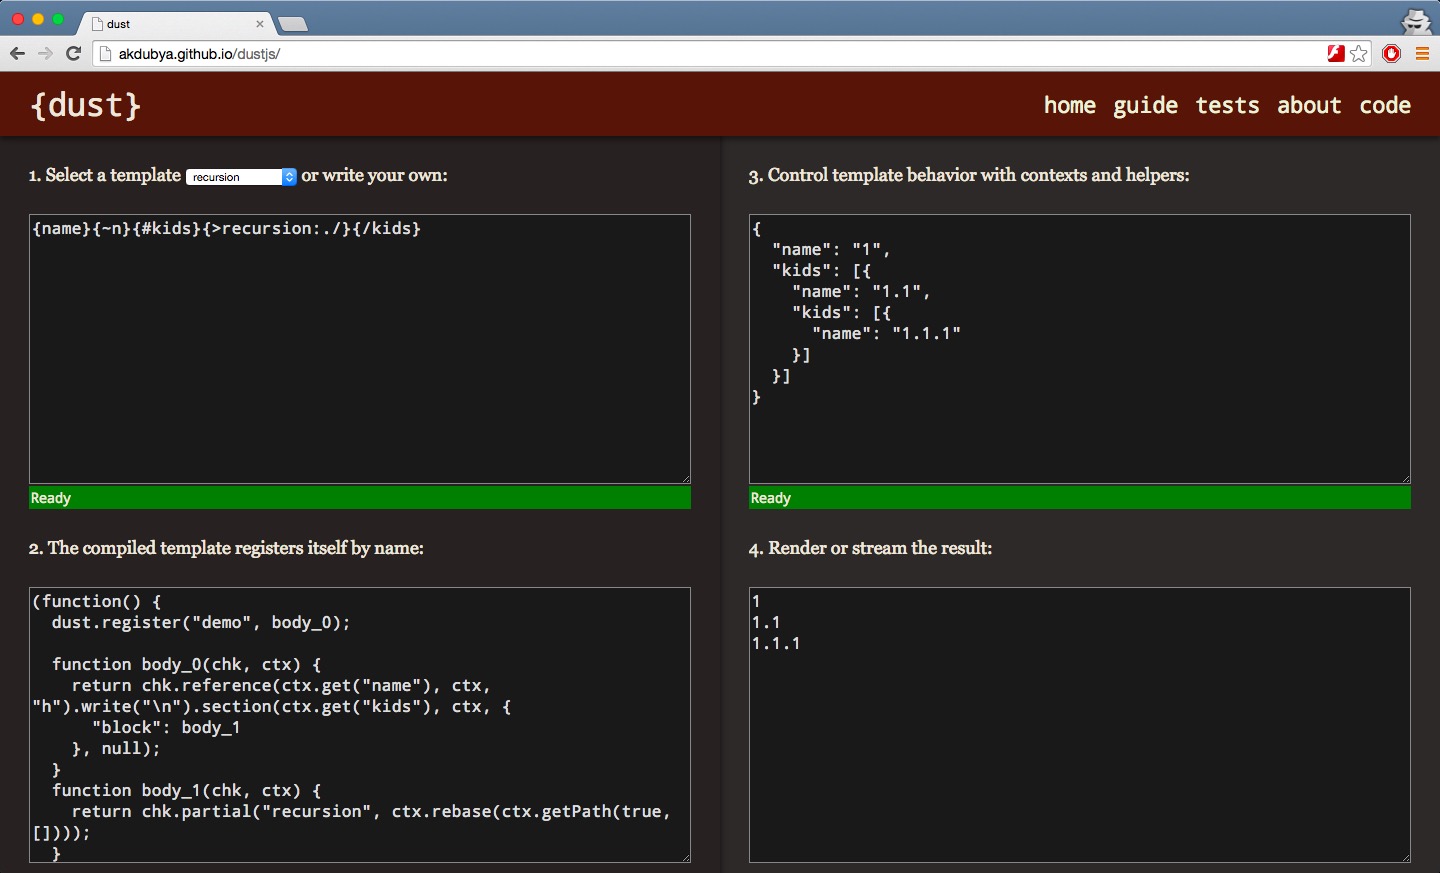 dust
akdubya.github.io/dustjs/
{dust}
home guide tests about code
1. Select a template recursion or write your own:
{name}{~n}{#kids}{>recursion:./}{/kids}
Ready
2. The compiled template registers itself by name:
(function() {
  dust.register("demo", body_0);

  function body_0(chk, ctx) {
    return chk.reference(ctx.get("name"), ctx,
"h").write("\n").section(ctx.get("kids"), ctx, {
      "block": body_1
    }, null);
  }
  function body_1(chk, ctx) {
    return chk.partial("recursion", ctx.rebase(ctx.getPath(true,
[])));
  }
3. Control template behavior with contexts and helpers:
{
  "name": "1",
  "kids": [{
    "name": "1.1",
    "kids": [{
      "name": "1.1.1"
    }]
  }]
}
Ready
4. Render or stream the result:
1
1.1
1.1.1